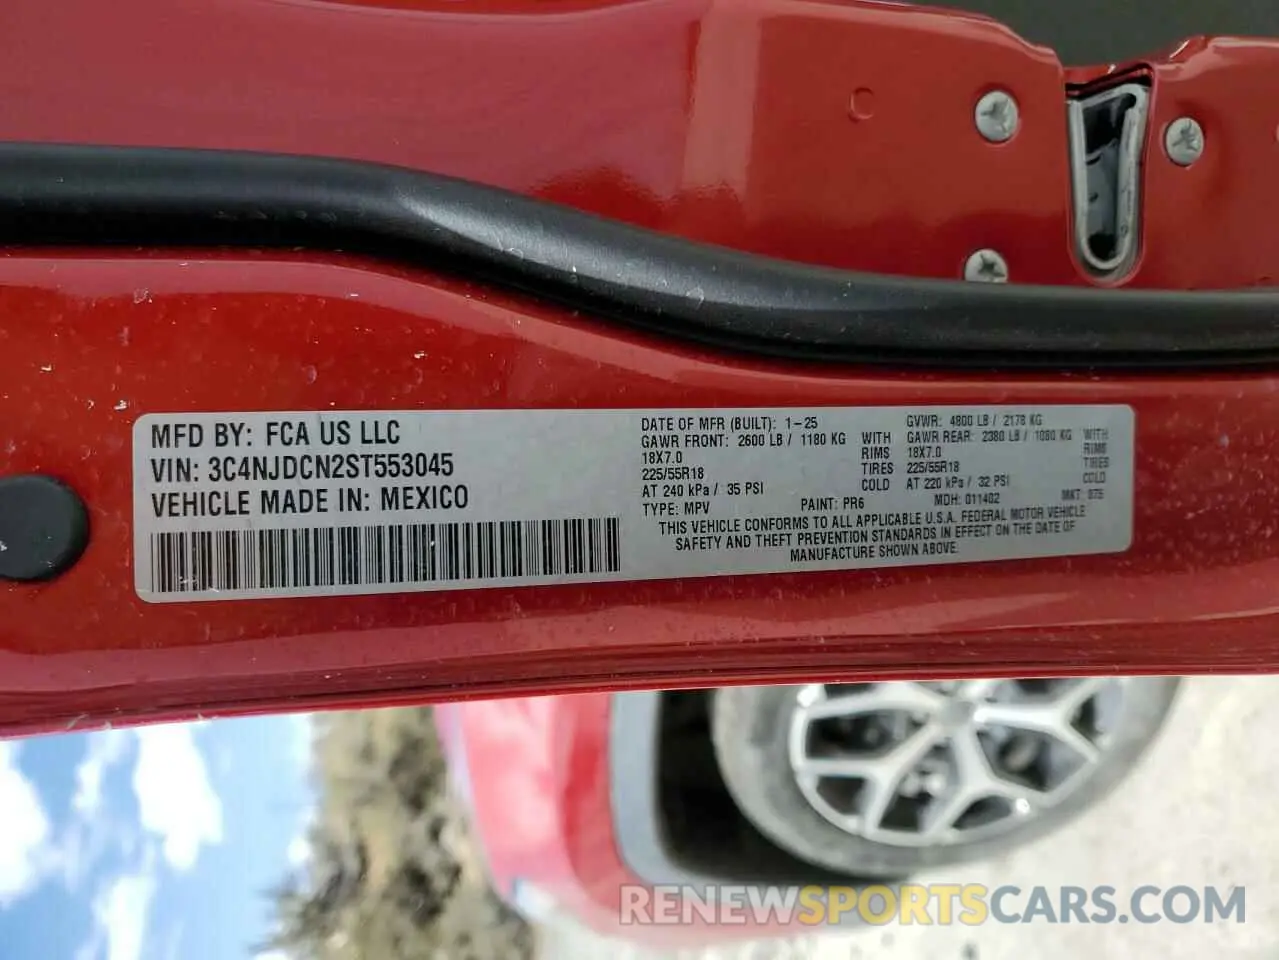 MFD BY: FCA US LLC
VIN: 3C4NJDCN2ST553045
VEHICLE MADE IN: MEXICO
DATE OF MFR (BUILT): 1-25
GAWR FRONT: 2600 LB / 1180 KG WITH
18X7.0 RIMS
225/55R18 TIRES
AT 240 kPa / 35 PSI COLD
GVWR: 4800 LB / 2178 KG
GAWR REAR: 2380 LB / 1080 KG WITH
18X7.0 RIMS
225/55R18 TIRES
AT 220 kPa / 32 PSI COLD
TYPE: MPV PAINT: PR6 MDH: 011402 MKT:
THIS VEHICLE CONFORMS TO ALL APPLICABLE U.S.A. FEDERAL MOTOR VEHICLE
SAFETY AND THEFT PREVENTION STANDARDS IN EFFECT ON THE DATE OF
MANUFACTURE SHOWN ABOVE.
RENEWSPORTSCARS.COM